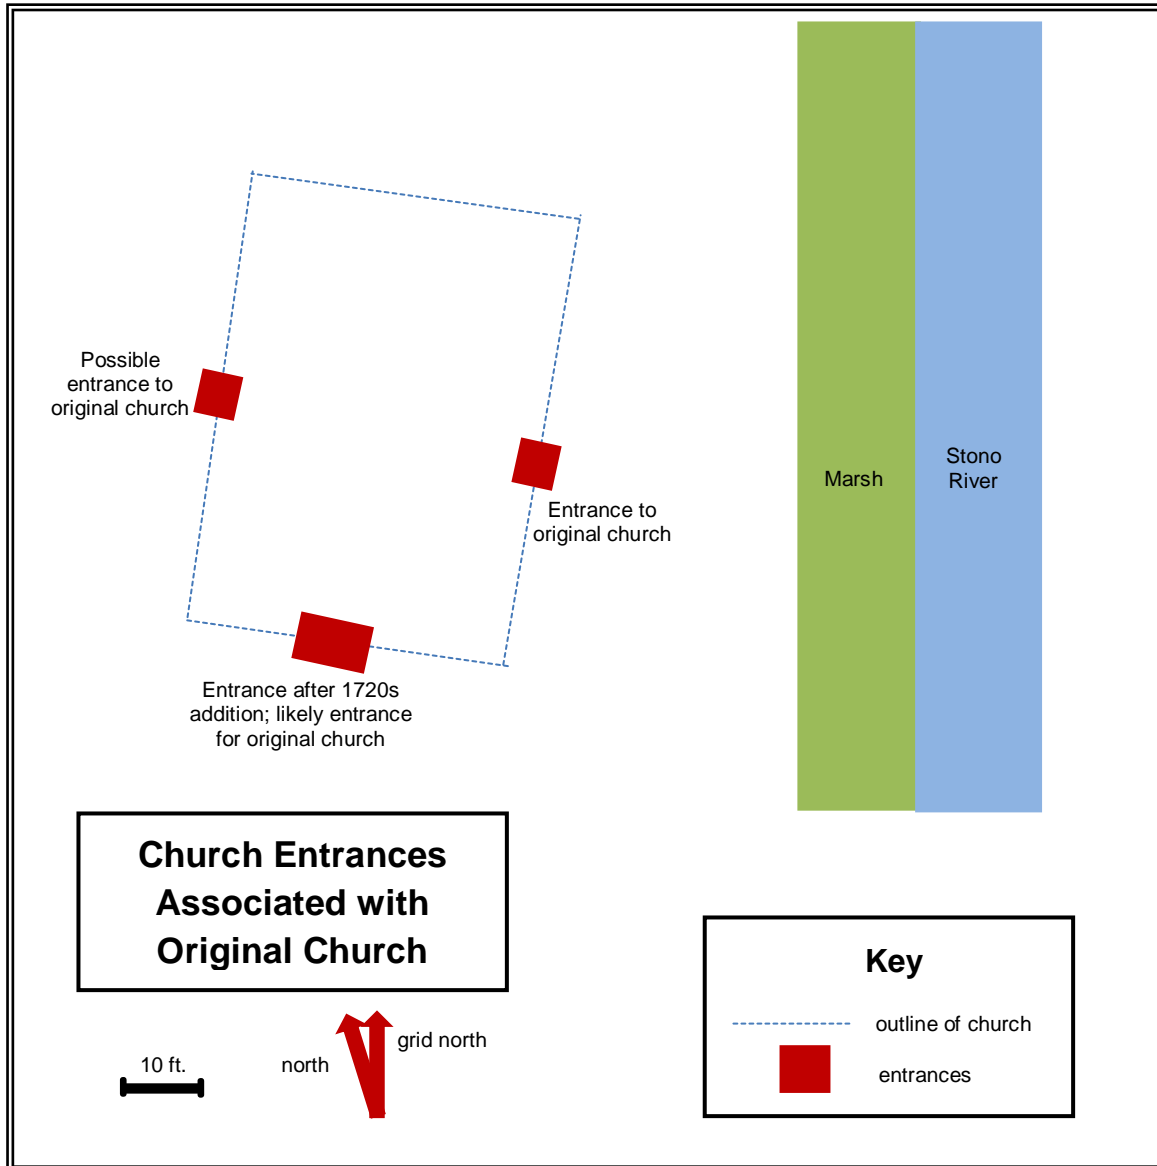 Possible
entrance to
original church
Entrance to
original church
Marsh
Stono
River
Entrance after 1720s
addition; likely entrance
for original church
Church Entrances
Associated with
Original Church
10 ft.
north
grid north
Key
outline of church
entrances